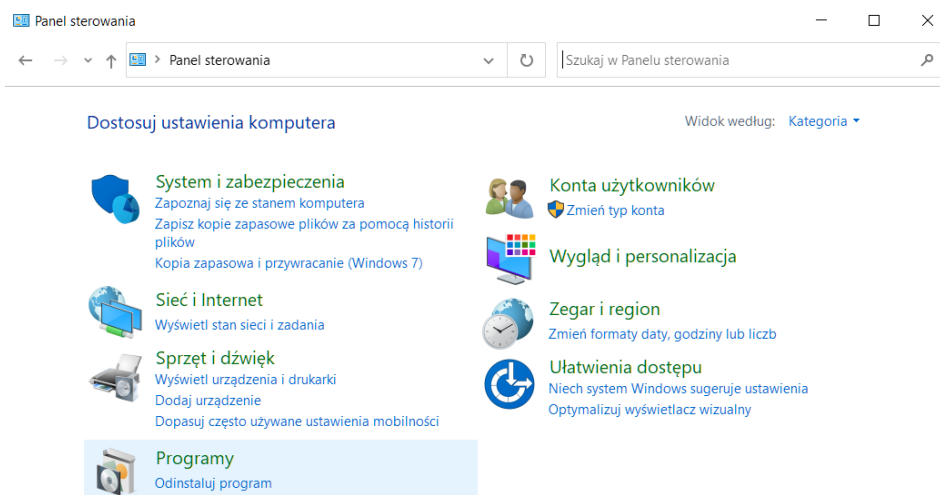 Panel sterowania
Panel sterowania
Szukaj w Panelu sterowania
Dostosuj ustawienia komputera
Widok według: Kategoria
System i zabezpieczenia
Zapoznaj się ze stanem komputera
Zapisz kopie zapasowe plików za pomocą historii
plików
Kopia zapasowa i przywracanie (Windows 7)
Sieć i Internet
Wyświetl stan sieci i zadania
Sprzęt i dźwięk
Wyświetl urządzenia i drukarki
Dodaj urządzenie
Dopasuj często używane ustawienia mobilności
Programy
Odinstaluj program
Konta użytkowników
Zmień typ konta
Wygląd i personalizacja
Zegar i region
Zmień formaty daty, godziny lub liczb
Ułatwienia dostępu
Niech system Windows sugeruje ustawienia
Optymalizuj wyświetlacz wizualny